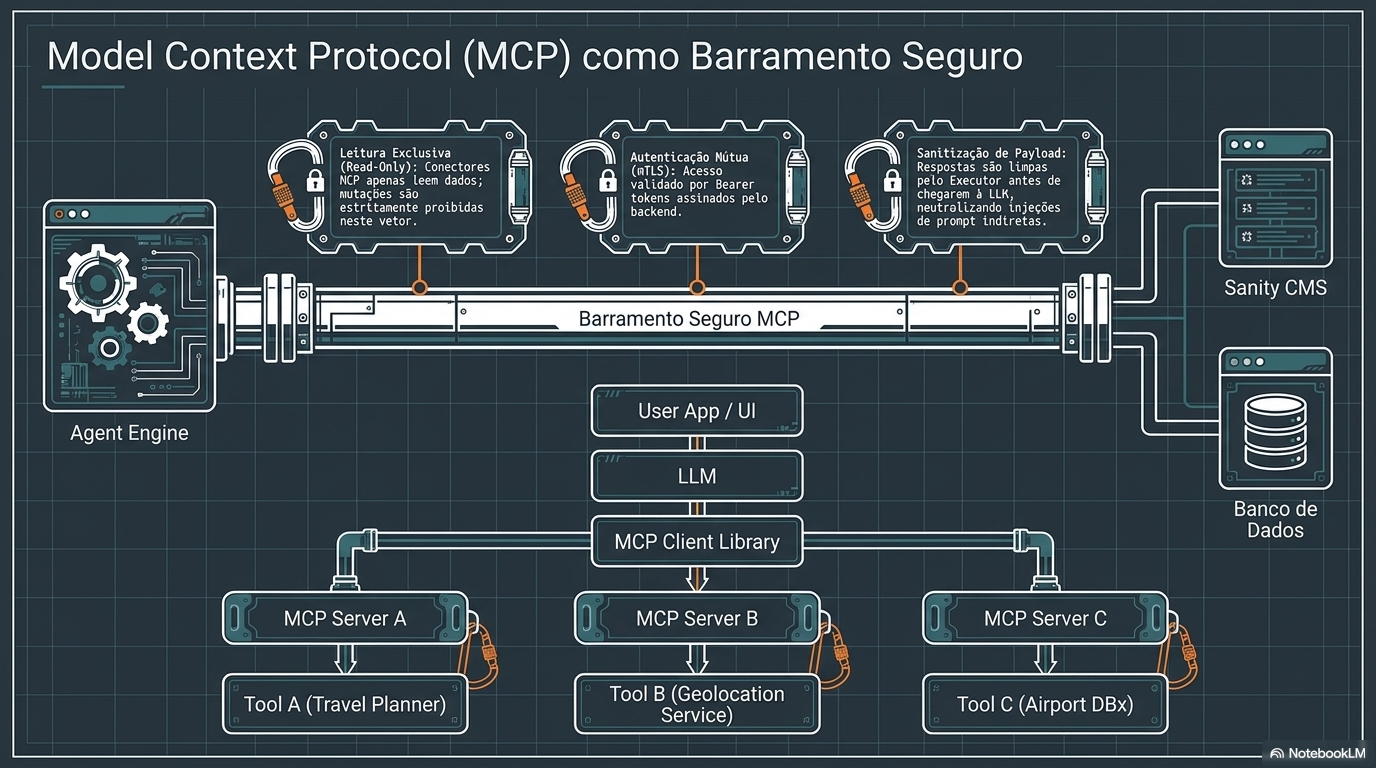 Model Context Protocol (MCP) como Barramento Seguro
Leitura Exclusiva
(Read-Only): Conectores
NCP apenas leem dados;
mutações são
estritamente proibidas
neste vetor.
Autenticação Mútua
(mTLS): Acesso
validado por Bearer
tokens assinados pelo
backend.
Sanitização de Payload:
Respostas são limpas
pelo Executor antes de
chegarem à LLK,
neutralizando injeções
de prompt indiretas.
Agent Engine
Barramento Seguro MCP
Sanity CMS
Banco de
Dados
User App / UI
LLM
MCP Client Library
MCP Server A
MCP Server B
MCP Server C
Tool A (Travel Planner)
Tool B (Geolocation
Service)
Tool C (Airport DBx)
NotebookLM